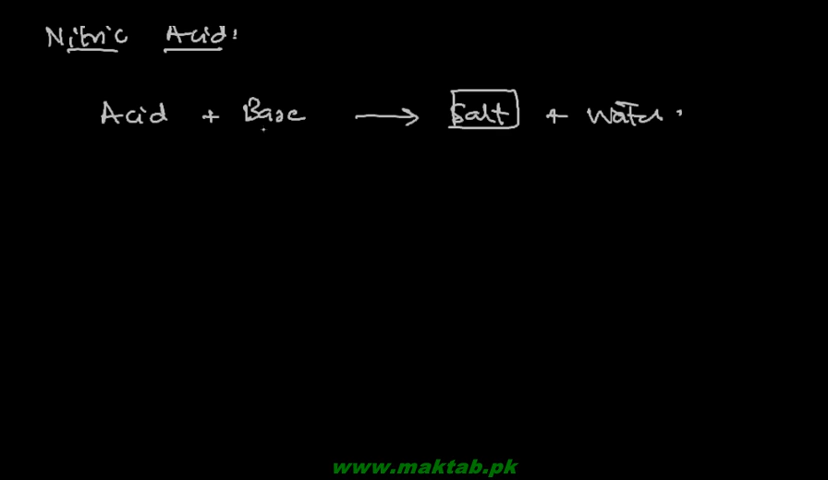 Nitric Acid:
Acid + Base → Salt + Water.
www.maktab.pk